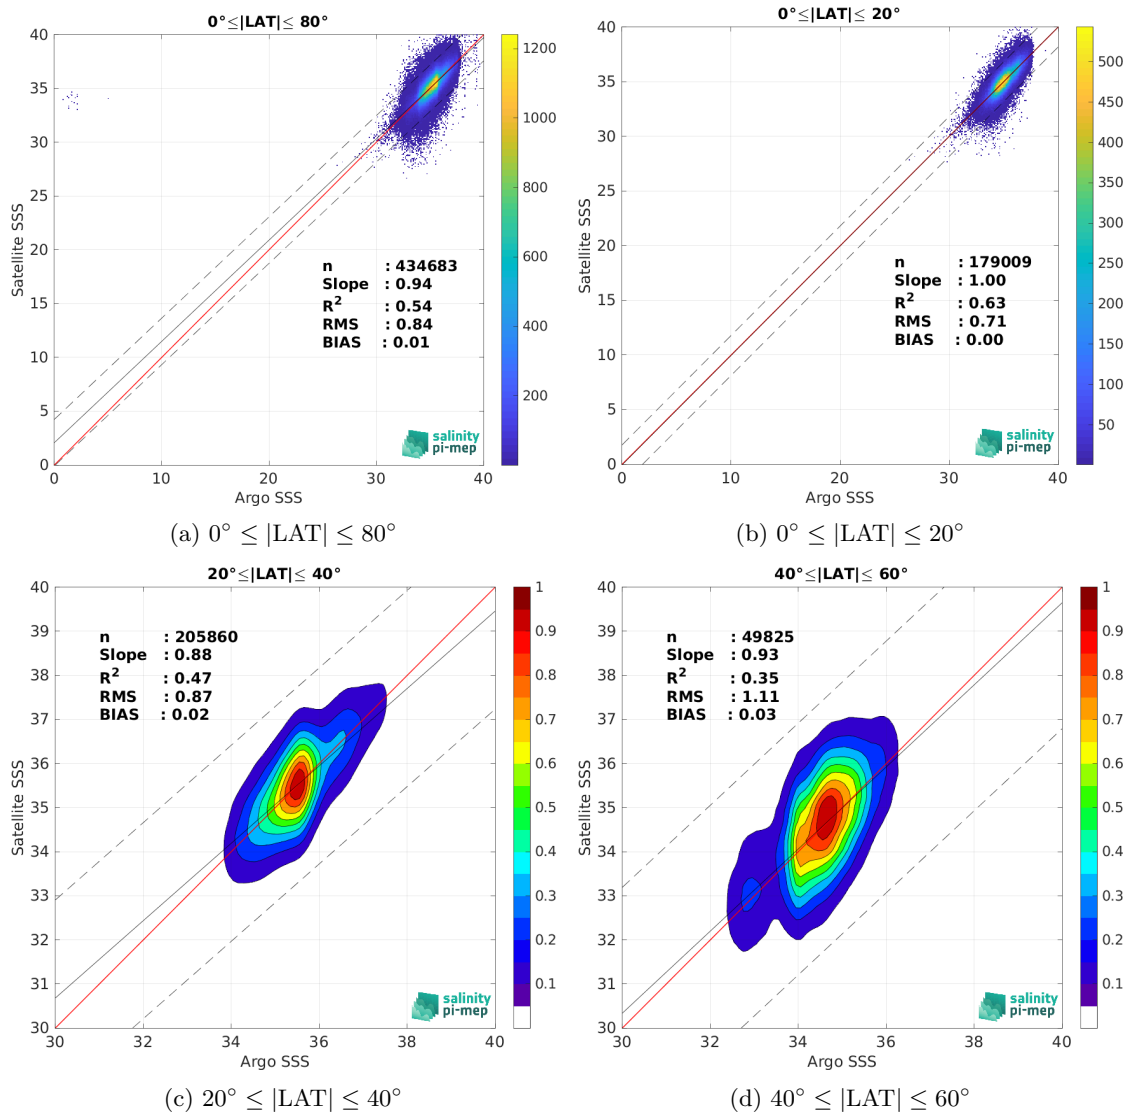 0°≤|LAT|≤ 80°
40
35
30
25
20
15
10
5
0
0
10
20
30
40
Satellite SSS
Argo SSS
n : 434683
Slope : 0.94
R² : 0.54
RMS : 0.84
BIAS : 0.01
salinity
pi-mep
1200
1000
800
600
400
200
(a) 0° ≤ |LAT| ≤ 80°
0°≤|LAT|≤ 20°
40
35
30
25
20
15
10
5
0
0
10
20
30
40
Satellite SSS
Argo SSS
n : 179009
Slope : 1.00
R² : 0.63
RMS : 0.71
BIAS : 0.00
salinity
pi-mep
500
450
400
350
300
250
200
150
100
50
(b) 0° ≤ |LAT| ≤ 20°
20°≤|LAT|≤ 40°
40
39
38
37
36
35
34
33
32
31
30
30
32
34
36
38
40
Satellite SSS
Argo SSS
n : 205860
Slope : 0.88
R² : 0.47
RMS : 0.87
BIAS : 0.02
salinity
pi-mep
1
0.9
0.8
0.7
0.6
0.5
0.4
0.3
0.2
0.1
(c) 20° ≤ |LAT| ≤ 40°
40°≤|LAT|≤ 60°
40
39
38
37
36
35
34
33
32
31
30
30
32
34
36
38
40
Satellite SSS
Argo SSS
n : 49825
Slope : 0.93
R² : 0.35
RMS : 1.11
BIAS : 0.03
salinity
pi-mep
1
0.9
0.8
0.7
0.6
0.5
0.4
0.3
0.2
0.1
(d) 40° ≤ |LAT| ≤ 60°